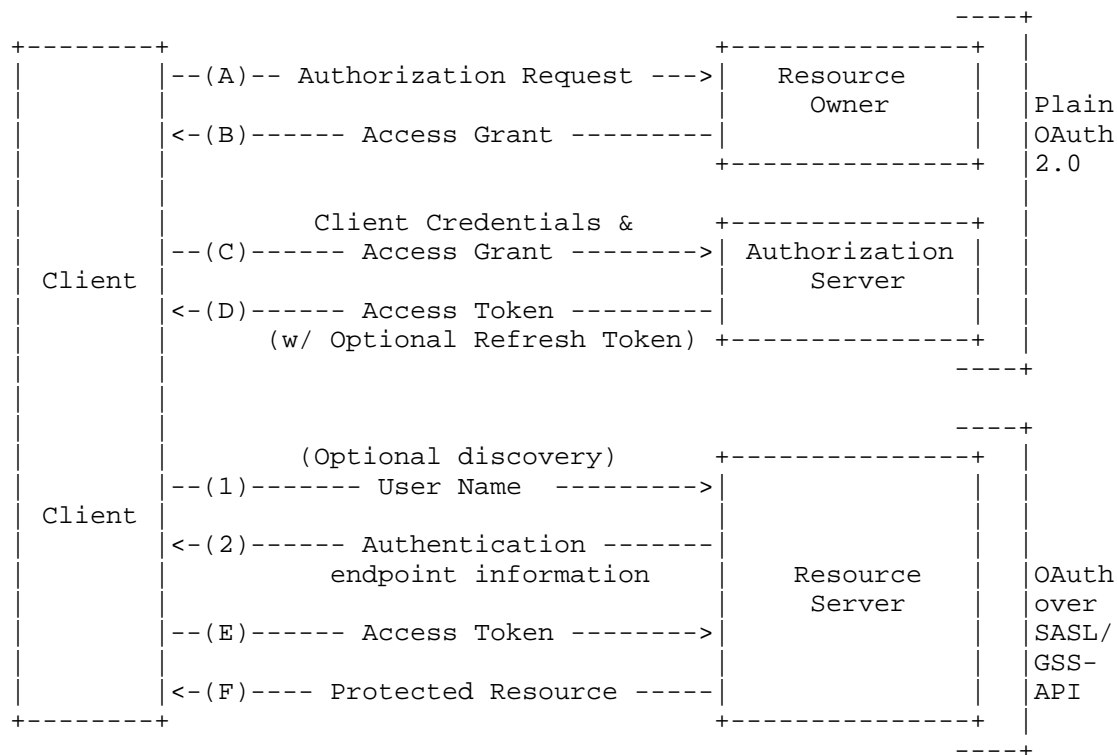 ----+
+--------+ +---------------+ |
| |--(A)-- Authorization Request --->| Resource | |
| | | Owner | |Plain
| |<-(B)------ Access Grant ---------| | |OAuth
| | +---------------+ |2.0
| | |
| | Client Credentials & +---------------+ |
| |--(C)------ Access Grant -------->| Authorization | |
| Client | | Server | |
| |<-(D)------ Access Token ---------| | |
| | (w/ Optional Refresh Token) +---------------+ |
| | ----+
| |
| | ----+
| | (Optional discovery) +---------------+ |
| |--(1)------- User Name --------->| | |
| Client | | | |
| |<-(2)------ Authentication -------| | |
| | endpoint information | Resource | |OAuth
| | | Server | |over
| |--(E)------ Access Token -------->| | |SASL/
| | | | |GSS-
| |<-(F)---- Protected Resource -----| | |API
+--------+ +---------------+ |
----+